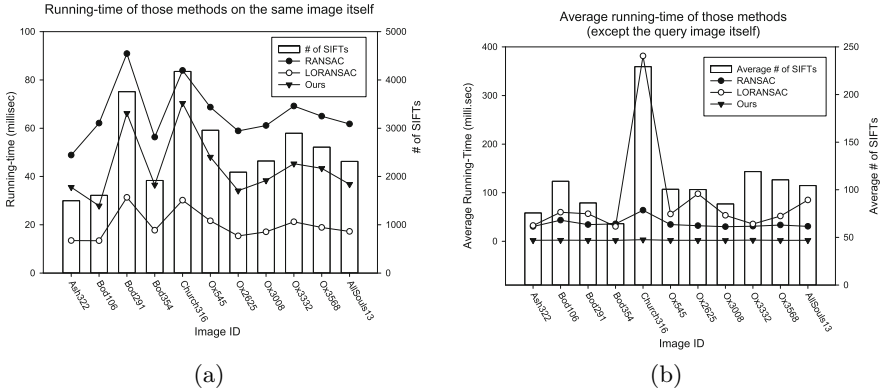 Running-time of those methods on the same image itself
100
80
60
40
20
0
Running-time (millisec)
5000
4000
3000
2000
1000
0
# of SIFTs
# of SIFTs
RANSAC
LORANSAC
Ours
Ash322
Bod106
Bod291
Bod354
Church316
Ox545
Ox2625
Ox3008
Ox3332
Ox3568
AllSouls13
Image ID
(a)
Average running-time of those methods
(except the query image itself)
400
300
200
100
0
Average Running-Time (milli.sec)
250
200
150
100
50
0
Average # of SIFTs
Average # of SIFTs
RANSAC
LORANSAC
Ours
Ash322
Bod106
Bod291
Bod354
Church316
Ox545
Ox2625
Ox3008
Ox3332
Ox3568
AllSouls13
Image ID
(b)